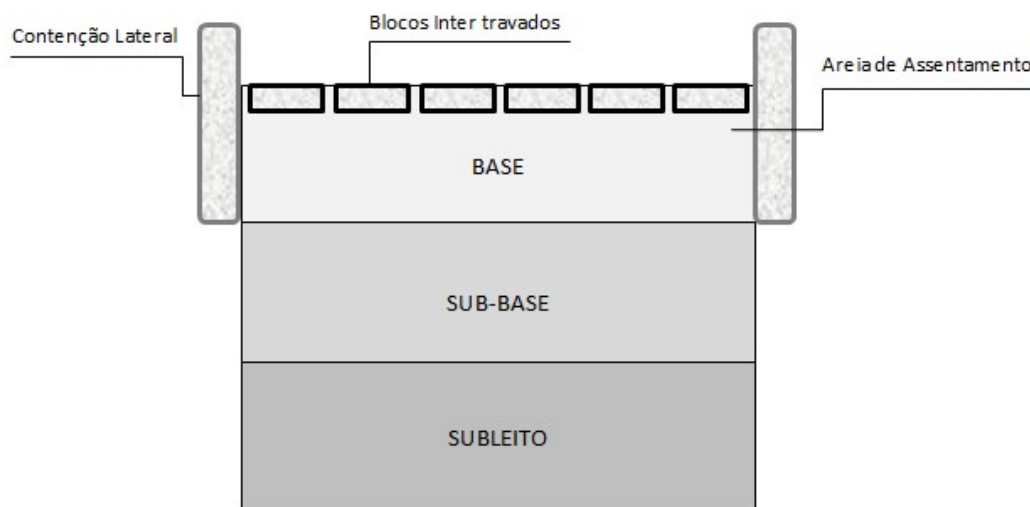 Blocos Inter travados
Contenção Lateral
Areia de Assentamento
BASE
SUB-BASE
SUBLEITO